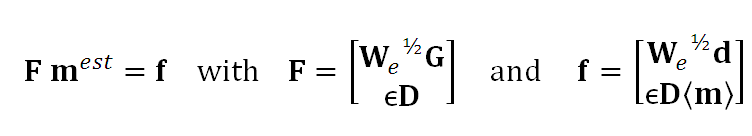 F m^est = f with F = [W_e^½ G; ϵD] and f = [W_e^½ d; ϵD⟨m⟩]